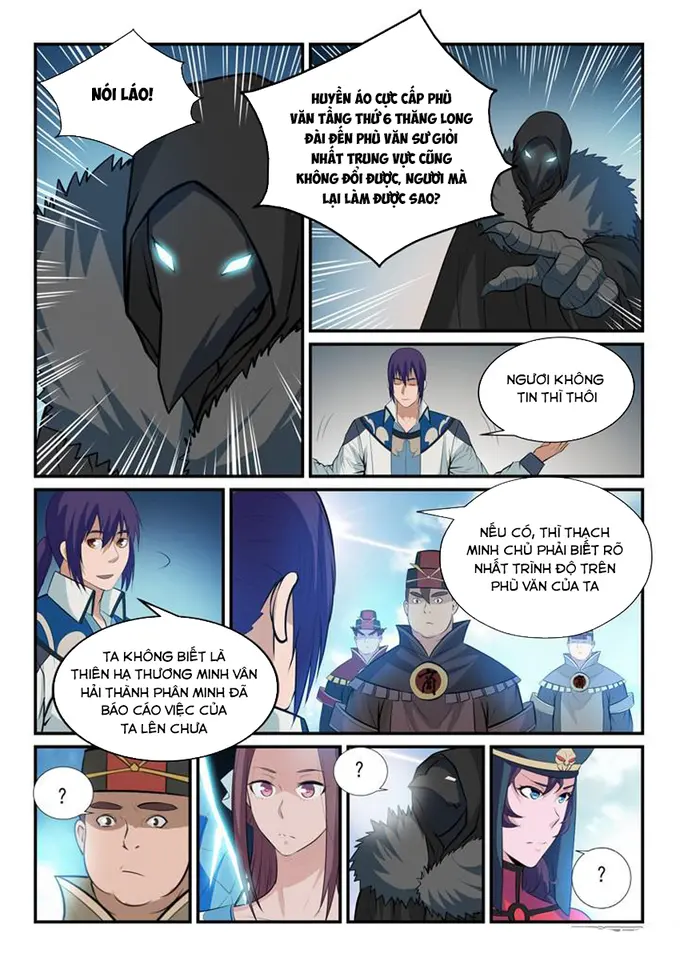 NÓI LÁO!
HUYỀN ÁO CỰC CẤP PHÙ
VĂN TẦNG THỨ 6 THĂNG LONG
ĐÀI ĐẾN PHÙ VĂN SƯ GIỎI
NHẤT TRUNG VỰC CŨNG
KHÔNG ĐỔI ĐƯỢC, NGƯỜI MÀ
LẠI LÀM ĐƯỢC SAO?
NGƯƠI KHÔNG
TIN THÌ THÔI
NẾU CÓ, THÌ THẠCH
MINH CHỦ PHẢI BIẾT RÕ
NHẤT TRÌNH ĐỘ TRÊN
PHÙ VĂN CỦA TA
TA KHÔNG BIẾT LÀ
THIÊN HẠ THƯƠNG MINH VÂN
HẢI THÀNH PHÂN MINH ĐÃ
BÁO CÁO VIỆC CỦA
TA LÊN CHƯA
商
?
?
?